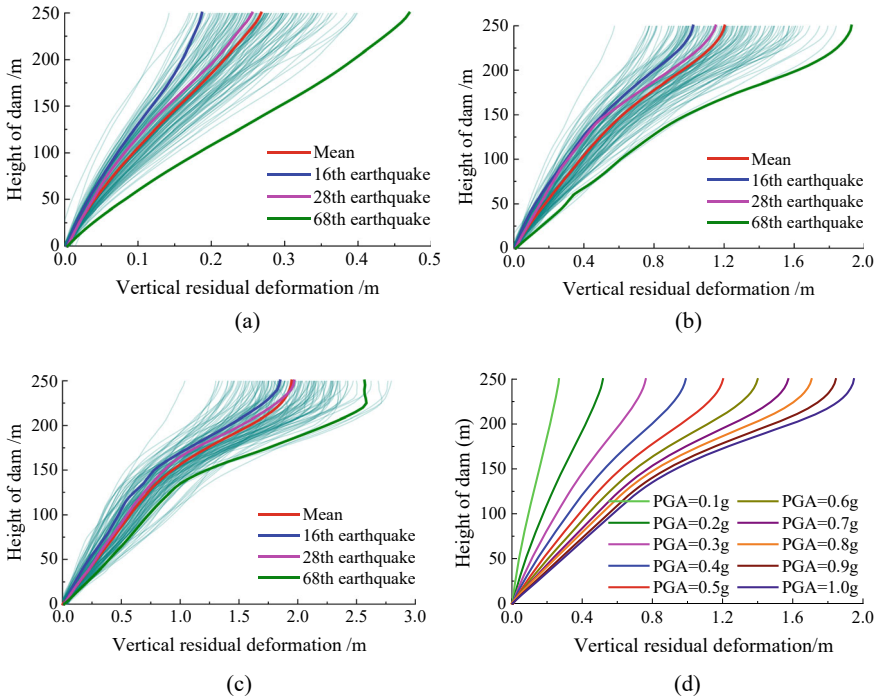 250
200
150
100
50
0
Height of dam /m
Mean
16th earthquake
28th earthquake
68th earthquake
0.0 0.1 0.2 0.3 0.4 0.5
Vertical residual deformation /m
(a)
250
200
150
100
50
0
Height of dam /m
Mean
16th earthquake
28th earthquake
68th earthquake
0.0 0.4 0.8 1.2 1.6 2.0
Vertical residual deformation /m
(b)
250
200
150
100
50
0
Height of dam /m
Mean
16th earthquake
28th earthquake
68th earthquake
0.0 0.5 1.0 1.5 2.0 2.5 3.0
Vertical residual deformation /m
(c)
250
200
150
100
50
0
Height of dam (m)
PGA=0.1g PGA=0.6g
PGA=0.2g PGA=0.7g
PGA=0.3g PGA=0.8g
PGA=0.4g PGA=0.9g
PGA=0.5g PGA=1.0g
0.0 0.4 0.8 1.2 1.6 2.0
Vertical residual deformation/m
(d)